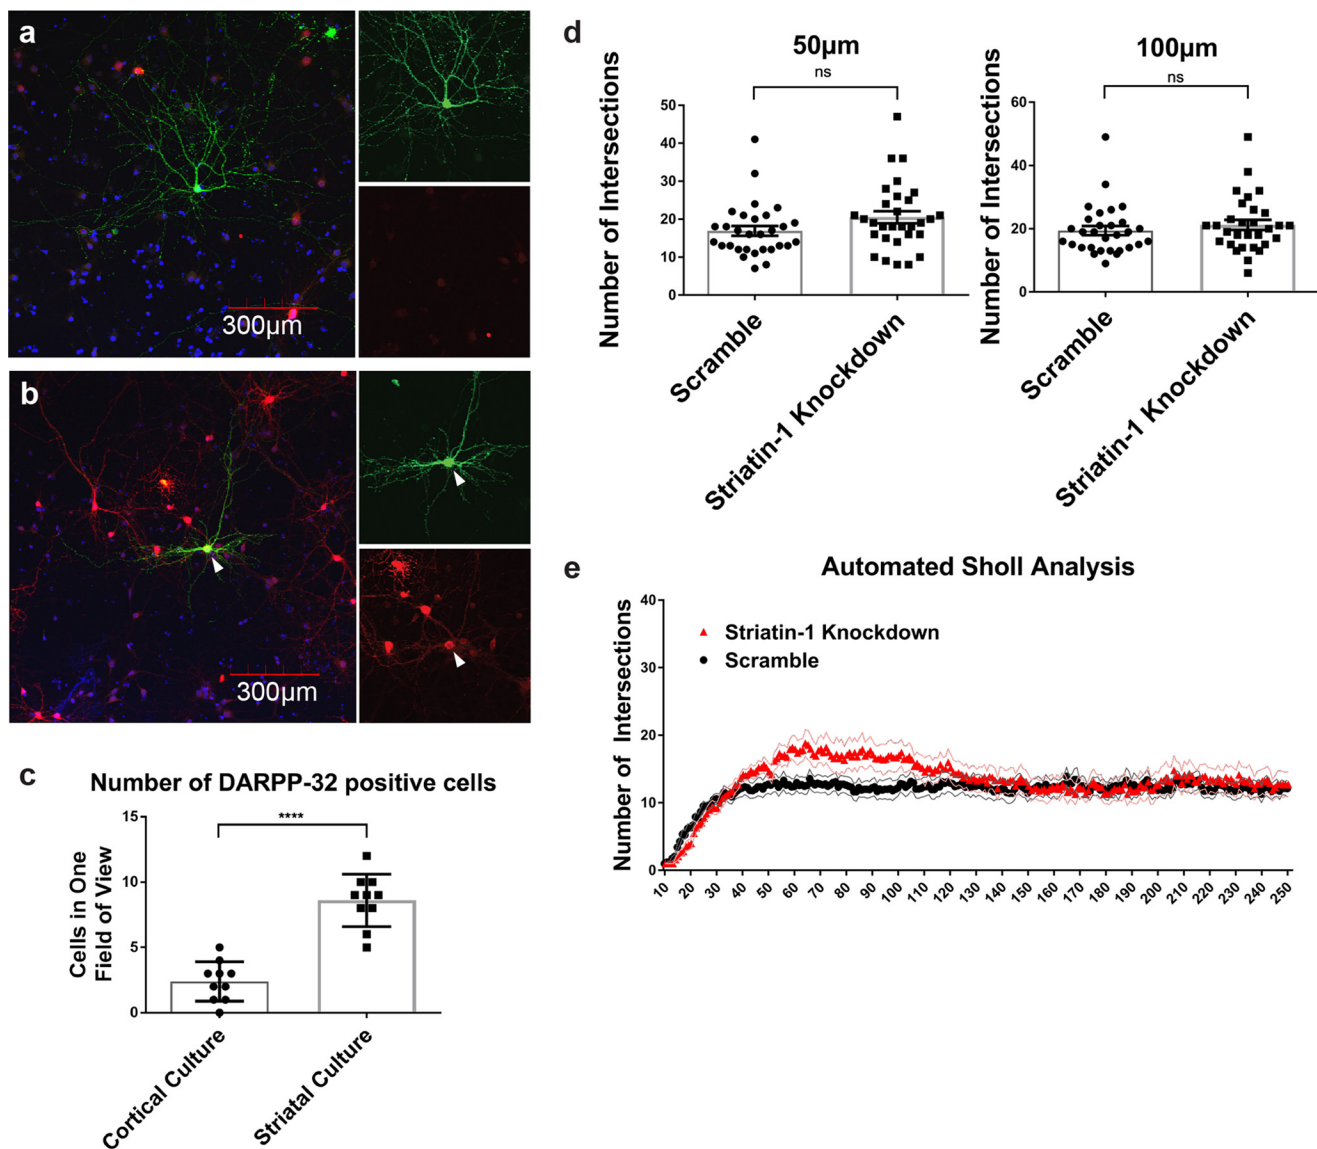 a
300µm
b
300µm
c
Number of DARPP-32 positive cells
Cells in One
Field of View
15
10
5
0
****
Cortical Culture
Striatal Culture
d
50µm
ns
Number of Intersections
50
40
30
20
10
0
Scramble
Striatin-1 Knockdown
100µm
ns
Number of Intersections
60
40
20
0
Scramble
Striatin-1 Knockdown
e
Automated Sholl Analysis
Number of Intersections
40
30
20
10
0
Striatin-1 Knockdown
Scramble
10 20 30 40 50 60 70 80 90 100 110 120 130 140 150 160 170 180 190 200 210 220 230 240 250